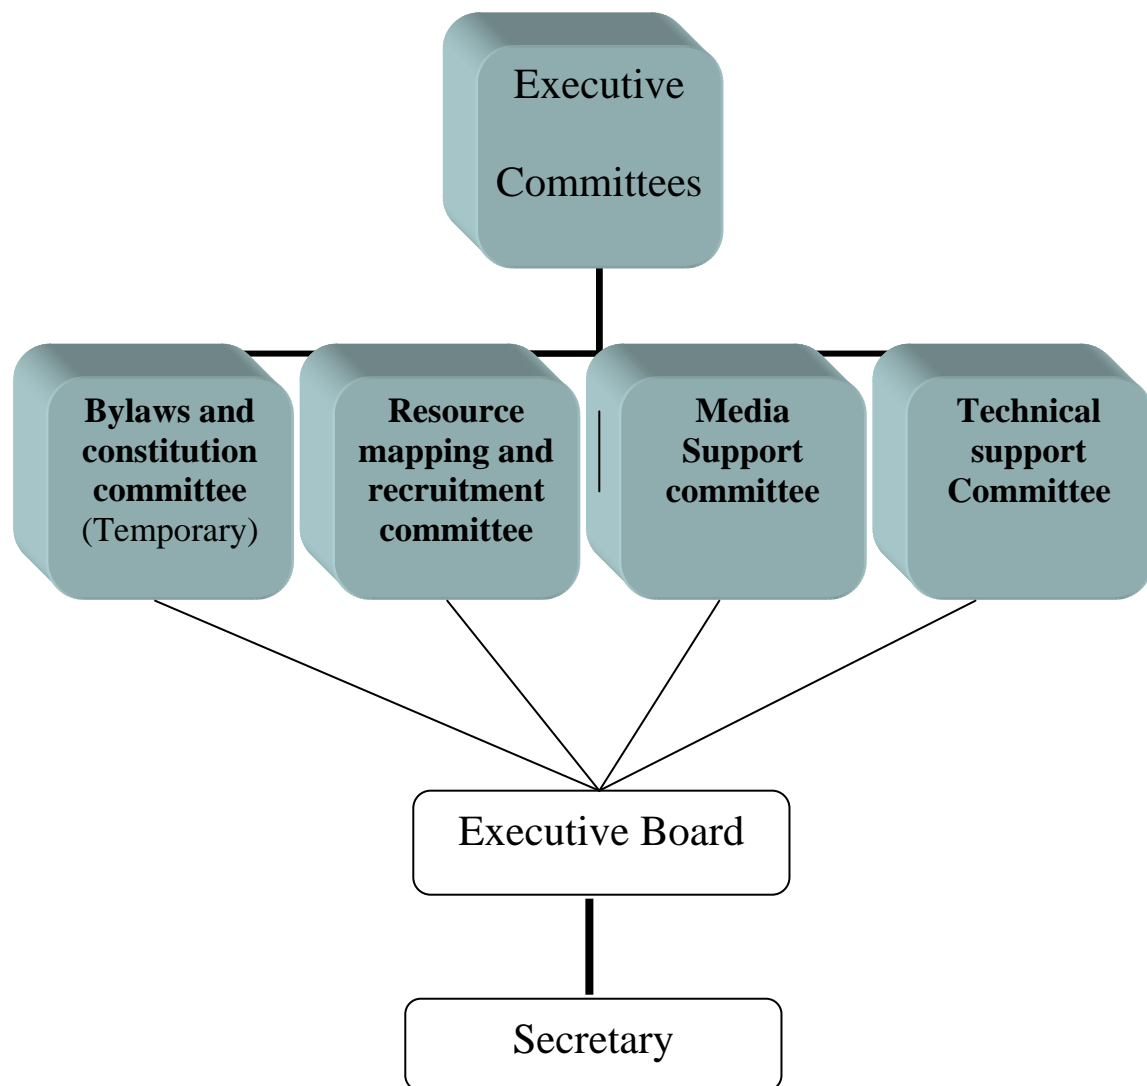 Executive
Committees
Bylaws and
constitution
committee
(Temporary)
Resource
mapping and
recruitment
committee
Media
Support
committee
Technical
support
Committee
Executive Board
Secretary